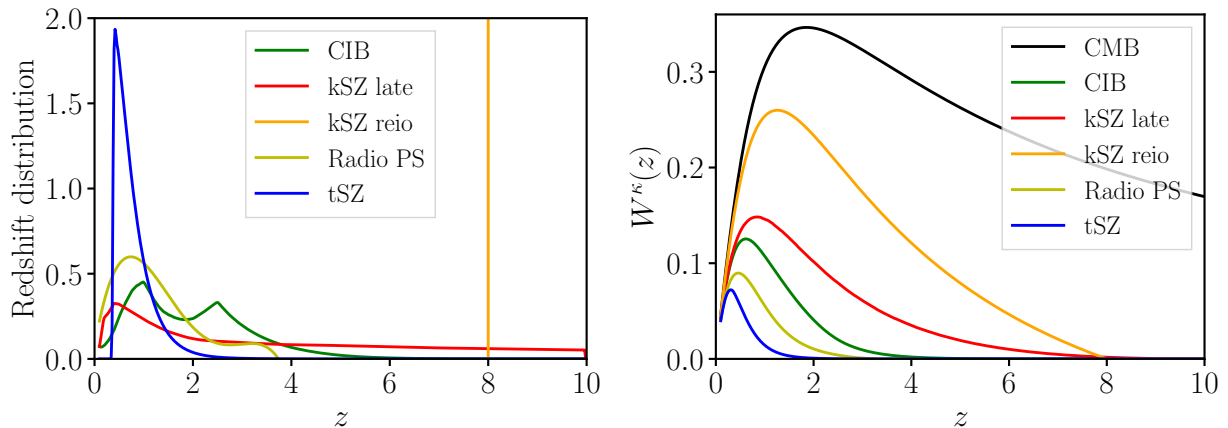 2.0
1.5
1.0
0.5
0.0
Redshift distribution
CIB
kSZ late
kSZ reio
Radio PS
tSZ
0 2 4 6 8 10
z
0.3
0.2
0.1
0.0
W^κ(z)
CMB
CIB
kSZ late
kSZ reio
Radio PS
tSZ
0 2 4 6 8 10
z